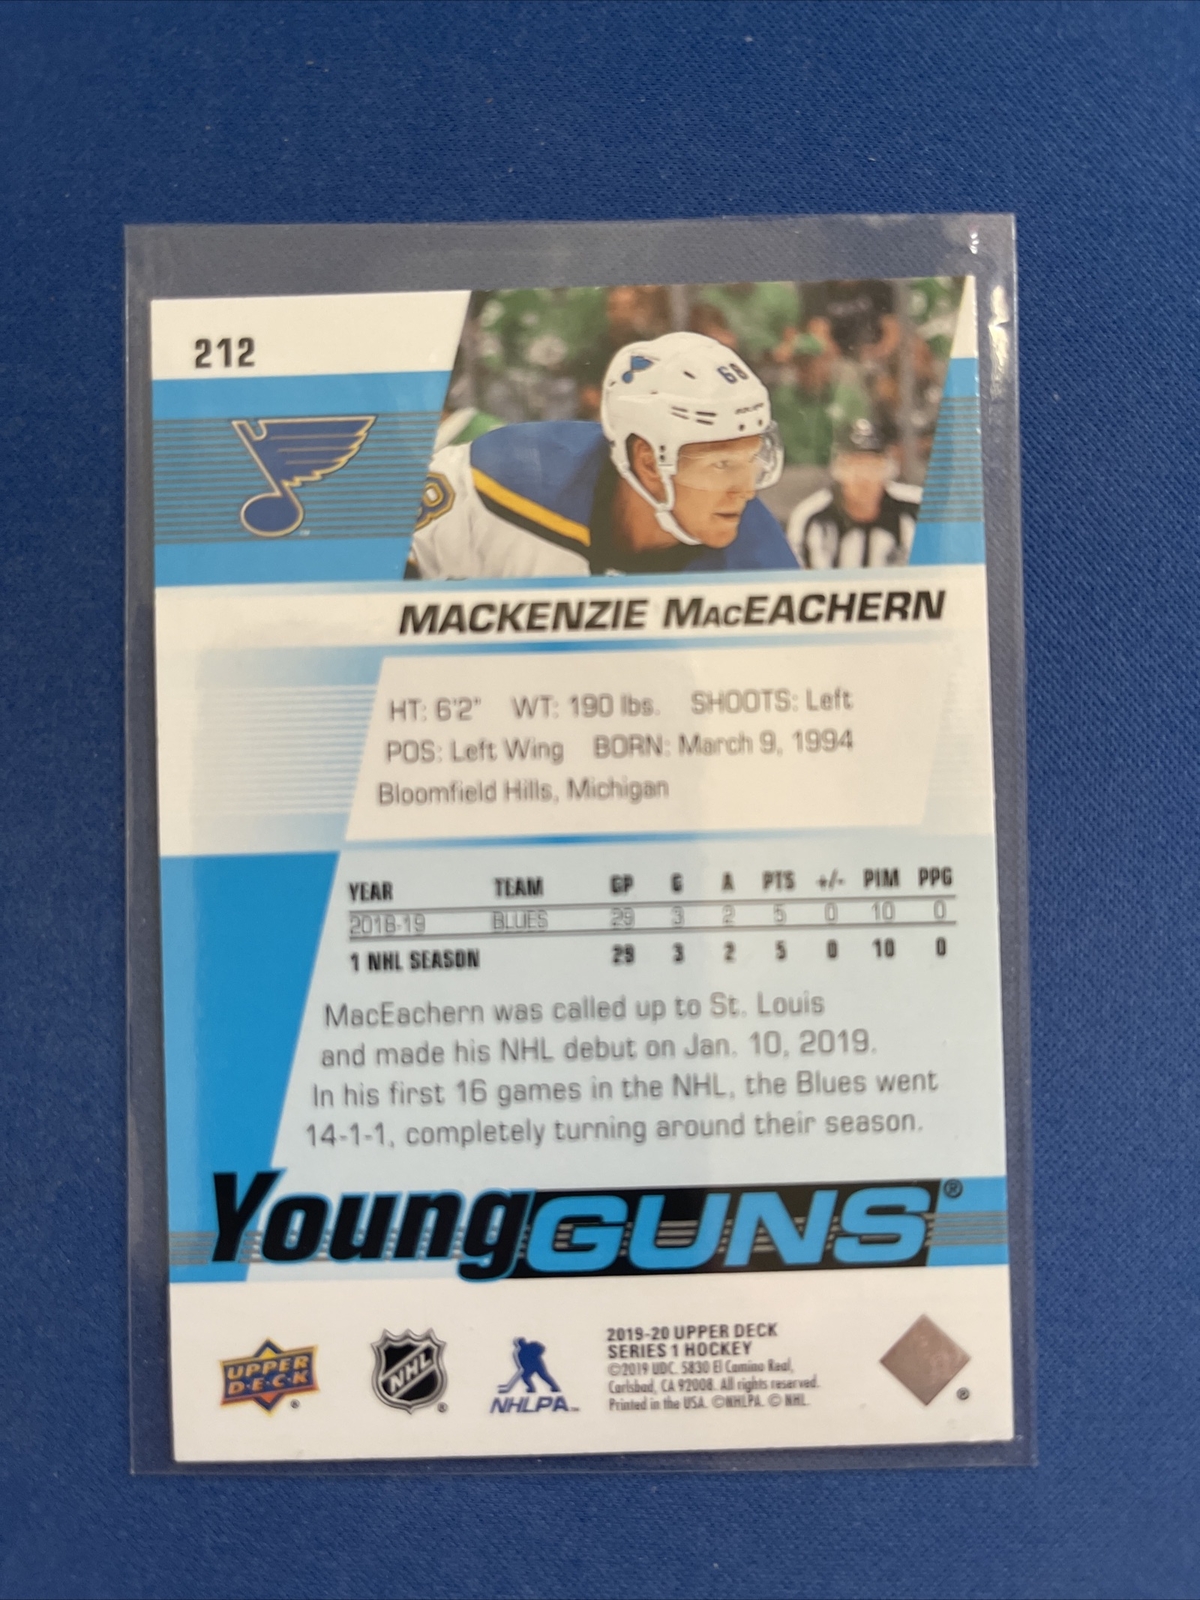 212
68
8
MACKENZIE MACEACHERN
HT: 6'2" WT: 190 lbs. SHOOTS: Left
POS: Left Wing BORN: March 9, 1994
Bloomfield Hills, Michigan
YEAR TEAM GP G A PTS +/- PIM PPG
2018-19 BLUES 29 3 2 5 0 10 0
1 NHL SEASON 29 3 2 5 0 10 0
MacEachern was called up to St. Louis
and made his NHL debut on Jan. 10, 2019.
In his first 16 games in the NHL, the Blues went
14-1-1, completely turning around their season.
Young GUNS®
UPPER DECK®
NHL®
NHLPA™
2019-20 UPPER DECK
SERIES 1 HOCKEY
©2019 UDC. 5830 El Camino Real,
Carlsbad, CA 92008. All rights reserved.
Printed in the USA. ©NHLPA. © NHL.
®